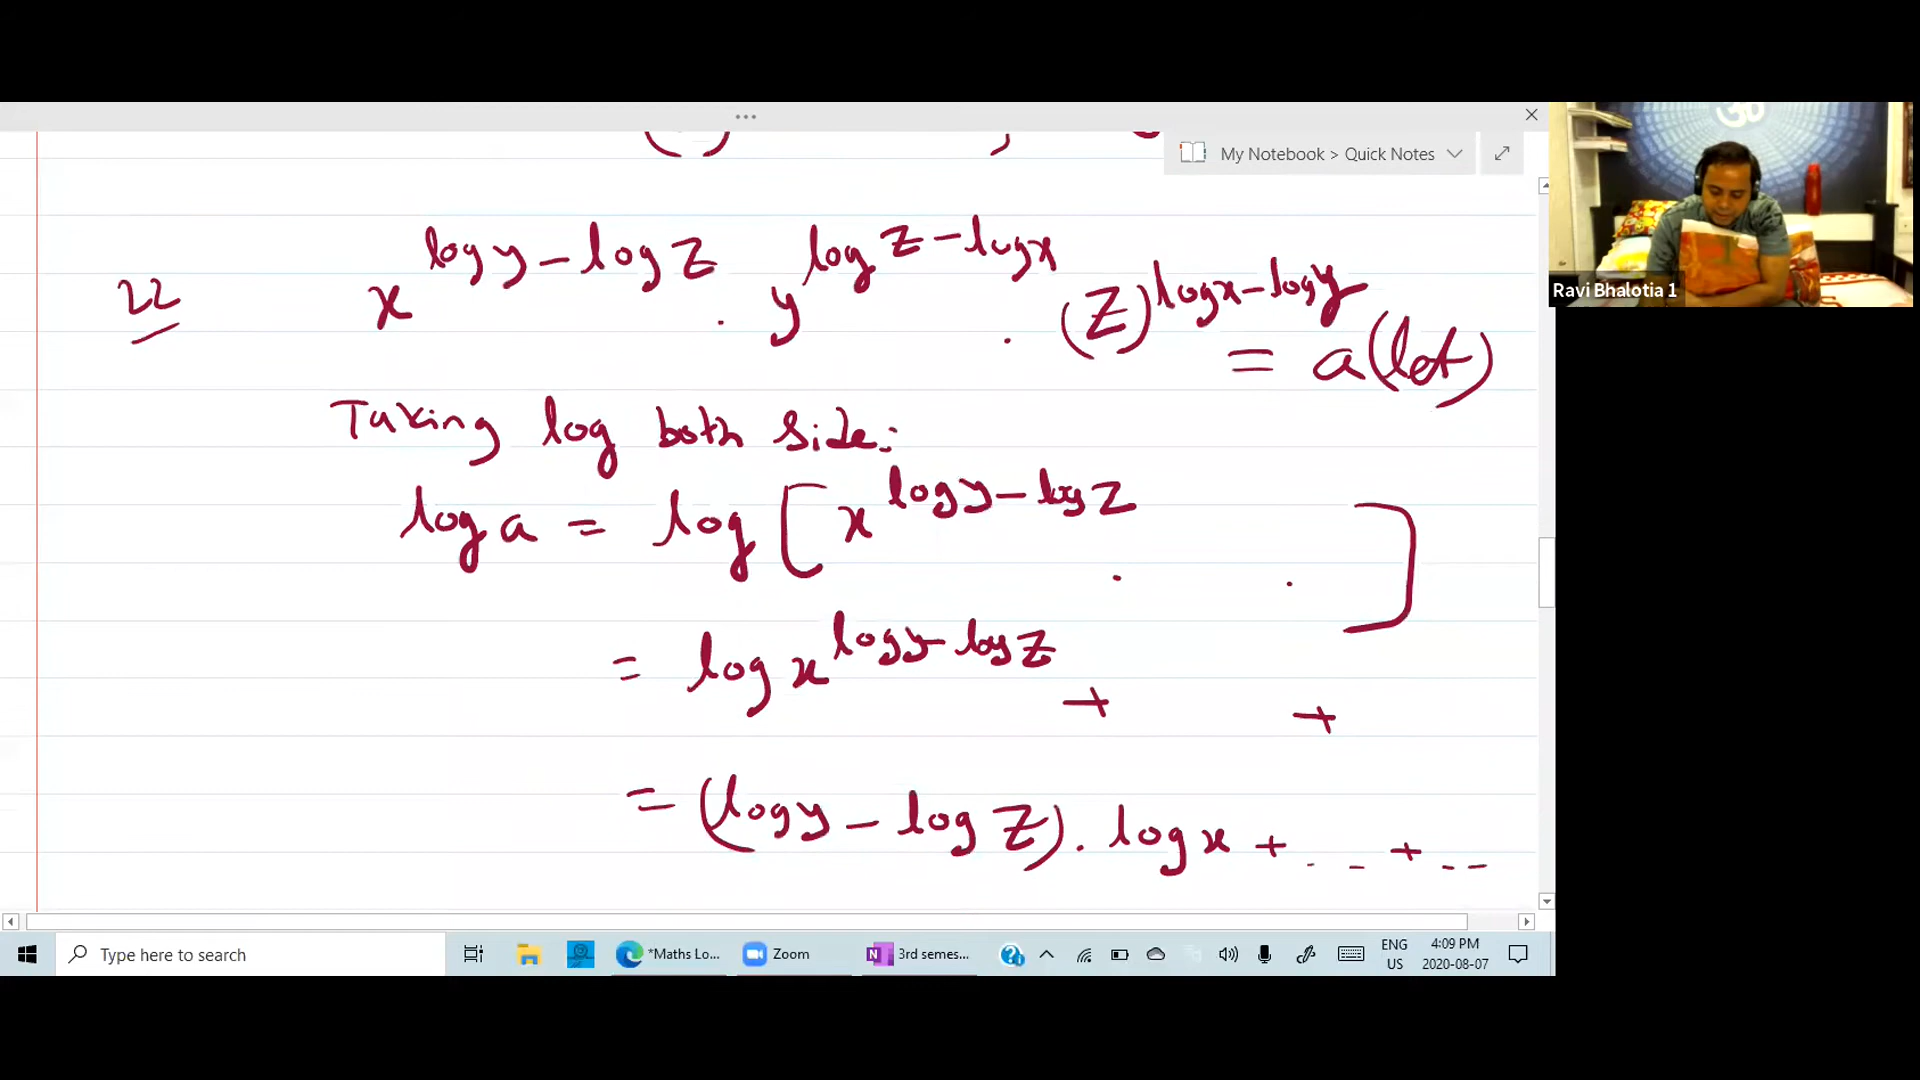 My Notebook > Quick Notes
22 x^(log y - log z) . y^(log z - log x) . (z)^(log x - log y) = a (let)
Taking log both side:
log a = log [ x^(log y - log z) . . ]
= log x^(log y - log z) + +
= (log y - log z) . log x + ... + ..
Ravi Bhalotia 1
Type here to search
*Maths Lo...
Zoom
3rd semes...
ENG
US
4:09 PM
2020-08-07